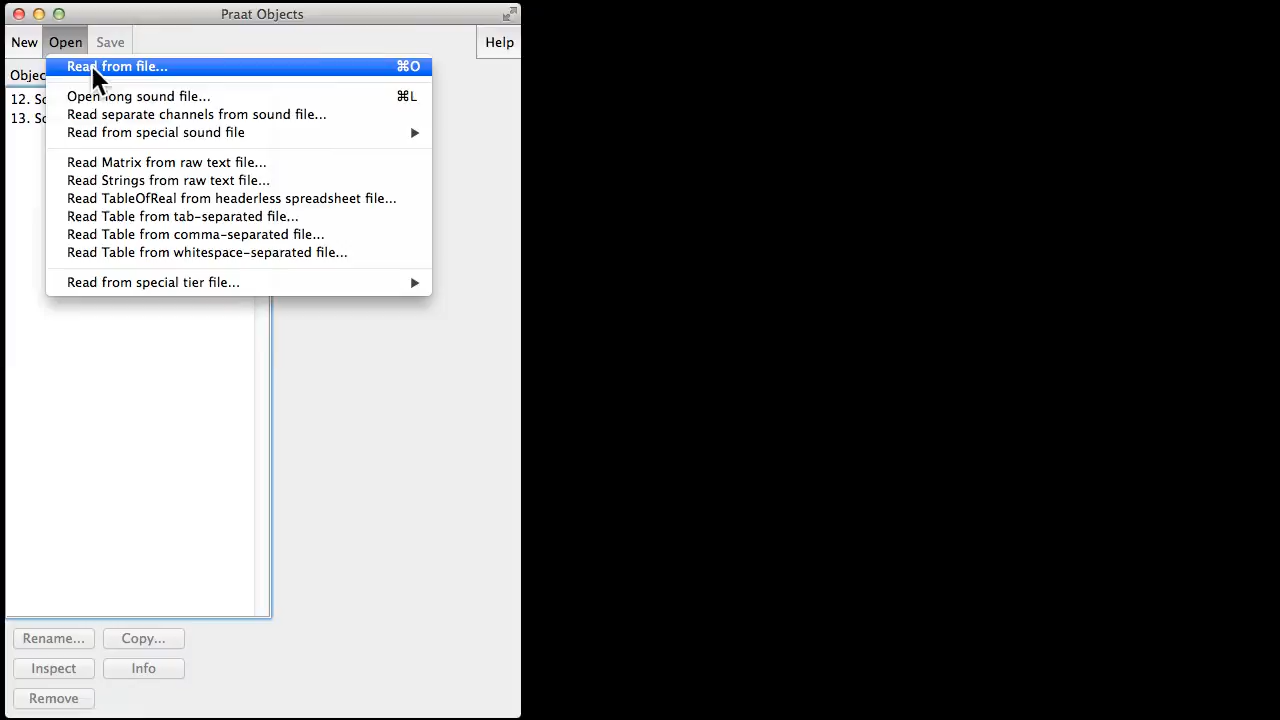 Praat Objects
New Open Save Help
Objec
Read from file... ⌘O
12. So
Open long sound file... ⌘L
13. So
Read separate channels from sound file...
Read from special sound file
Read Matrix from raw text file...
Read Strings from raw text file...
Read TableOfReal from headerless spreadsheet file...
Read Table from tab-separated file...
Read Table from comma-separated file...
Read Table from whitespace-separated file...
Read from special tier file...
Rename... Copy...
Inspect Info
Remove